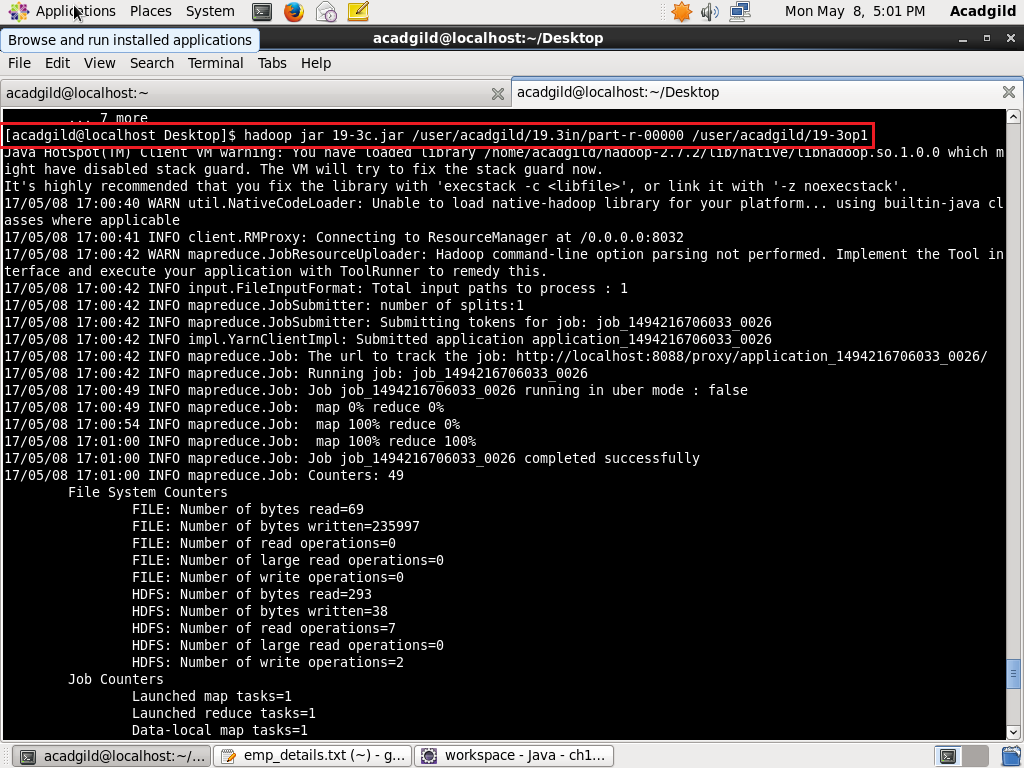 Applications Places System Mon May 8, 5:01 PM Acadgild
Browse and run installed applications
acadgild@localhost:~/Desktop
File Edit View Search Terminal Tabs Help
acadgild@localhost:~
acadgild@localhost:~/Desktop
... 7 more
[acadgild@localhost Desktop]$ hadoop jar 19-3c.jar /user/acadgild/19.3in/part-r-00000 /user/acadgild/19-3op1
Java HotSpot(TM) Client VM warning: You have loaded library /home/acadgild/hadoop-2.7.2/lib/native/libhadoop.so.1.0.0 which m
ight have disabled stack guard. The VM will try to fix the stack guard now.
It's highly recommended that you fix the library with 'execstack -c <libfile>', or link it with '-z noexecstack'.
17/05/08 17:00:40 WARN util.NativeCodeLoader: Unable to load native-hadoop library for your platform... using builtin-java cl
asses where applicable
17/05/08 17:00:41 INFO client.RMProxy: Connecting to ResourceManager at /0.0.0.0:8032
17/05/08 17:00:42 WARN mapreduce.JobResourceUploader: Hadoop command-line option parsing not performed. Implement the Tool in
terface and execute your application with ToolRunner to remedy this.
17/05/08 17:00:42 INFO input.FileInputFormat: Total input paths to process : 1
17/05/08 17:00:42 INFO mapreduce.JobSubmitter: number of splits:1
17/05/08 17:00:42 INFO mapreduce.JobSubmitter: Submitting tokens for job: job_1494216706033_0026
17/05/08 17:00:42 INFO impl.YarnClientImpl: Submitted application application_1494216706033_0026
17/05/08 17:00:42 INFO mapreduce.Job: The url to track the job: http://localhost:8088/proxy/application_1494216706033_0026/
17/05/08 17:00:42 INFO mapreduce.Job: Running job: job_1494216706033_0026
17/05/08 17:00:49 INFO mapreduce.Job: Job job_1494216706033_0026 running in uber mode : false
17/05/08 17:00:49 INFO mapreduce.Job:  map 0% reduce 0%
17/05/08 17:00:54 INFO mapreduce.Job:  map 100% reduce 0%
17/05/08 17:01:00 INFO mapreduce.Job:  map 100% reduce 100%
17/05/08 17:01:00 INFO mapreduce.Job: Job job_1494216706033_0026 completed successfully
17/05/08 17:01:00 INFO mapreduce.Job: Counters: 49
File System Counters
FILE: Number of bytes read=69
FILE: Number of bytes written=235997
FILE: Number of read operations=0
FILE: Number of large read operations=0
FILE: Number of write operations=0
HDFS: Number of bytes read=293
HDFS: Number of bytes written=38
HDFS: Number of read operations=7
HDFS: Number of large read operations=0
HDFS: Number of write operations=2
Job Counters
Launched map tasks=1
Launched reduce tasks=1
Data-local map tasks=1
acadgild@localhost:~/... emp_details.txt (~) - g... workspace - Java - ch1...